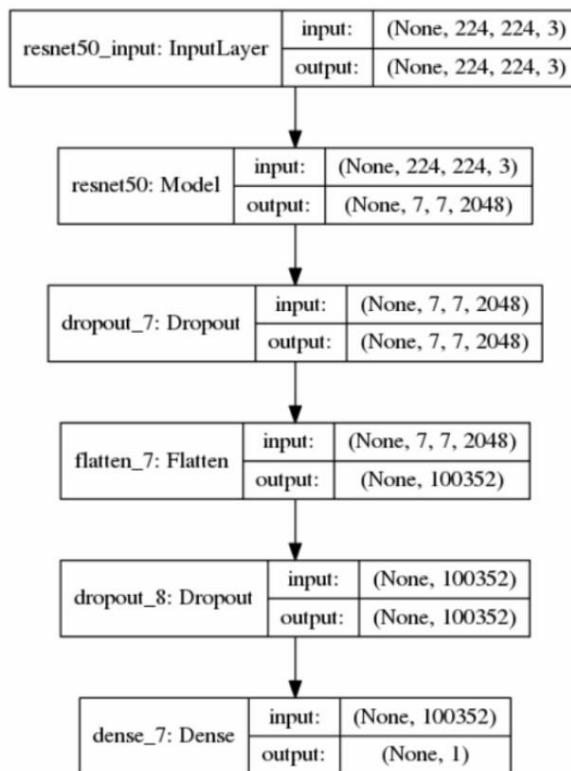 resnet50_input: InputLayer
input: (None, 224, 224, 3)
output: (None, 224, 224, 3)
resnet50: Model
input: (None, 224, 224, 3)
output: (None, 7, 7, 2048)
dropout_7: Dropout
input: (None, 7, 7, 2048)
output: (None, 7, 7, 2048)
flatten_7: Flatten
input: (None, 7, 7, 2048)
output: (None, 100352)
dropout_8: Dropout
input: (None, 100352)
output: (None, 100352)
dense_7: Dense
input: (None, 100352)
output: (None, 1)